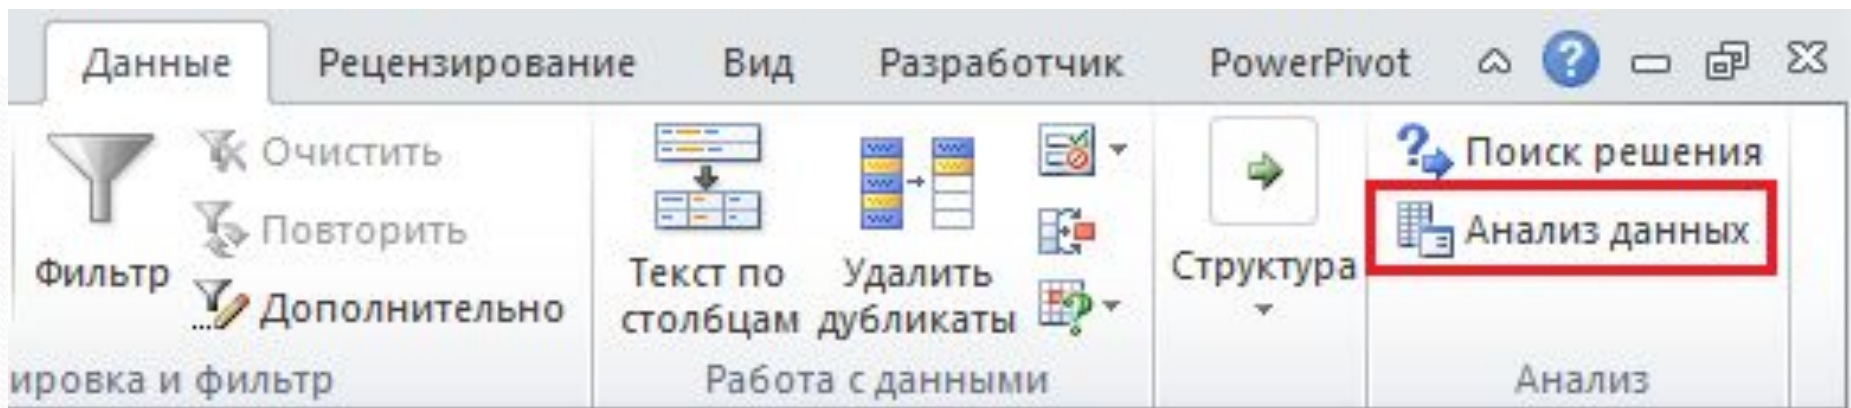 Данные Рецензирование Вид Разработчик PowerPivot
Очистить
Повторить
Дополнительно
Фильтр
ировка и фильтр
Текст по
столбцам
Удалить
дубликаты
Работа с данными
Структура
Поиск решения
Анализ данных
Анализ